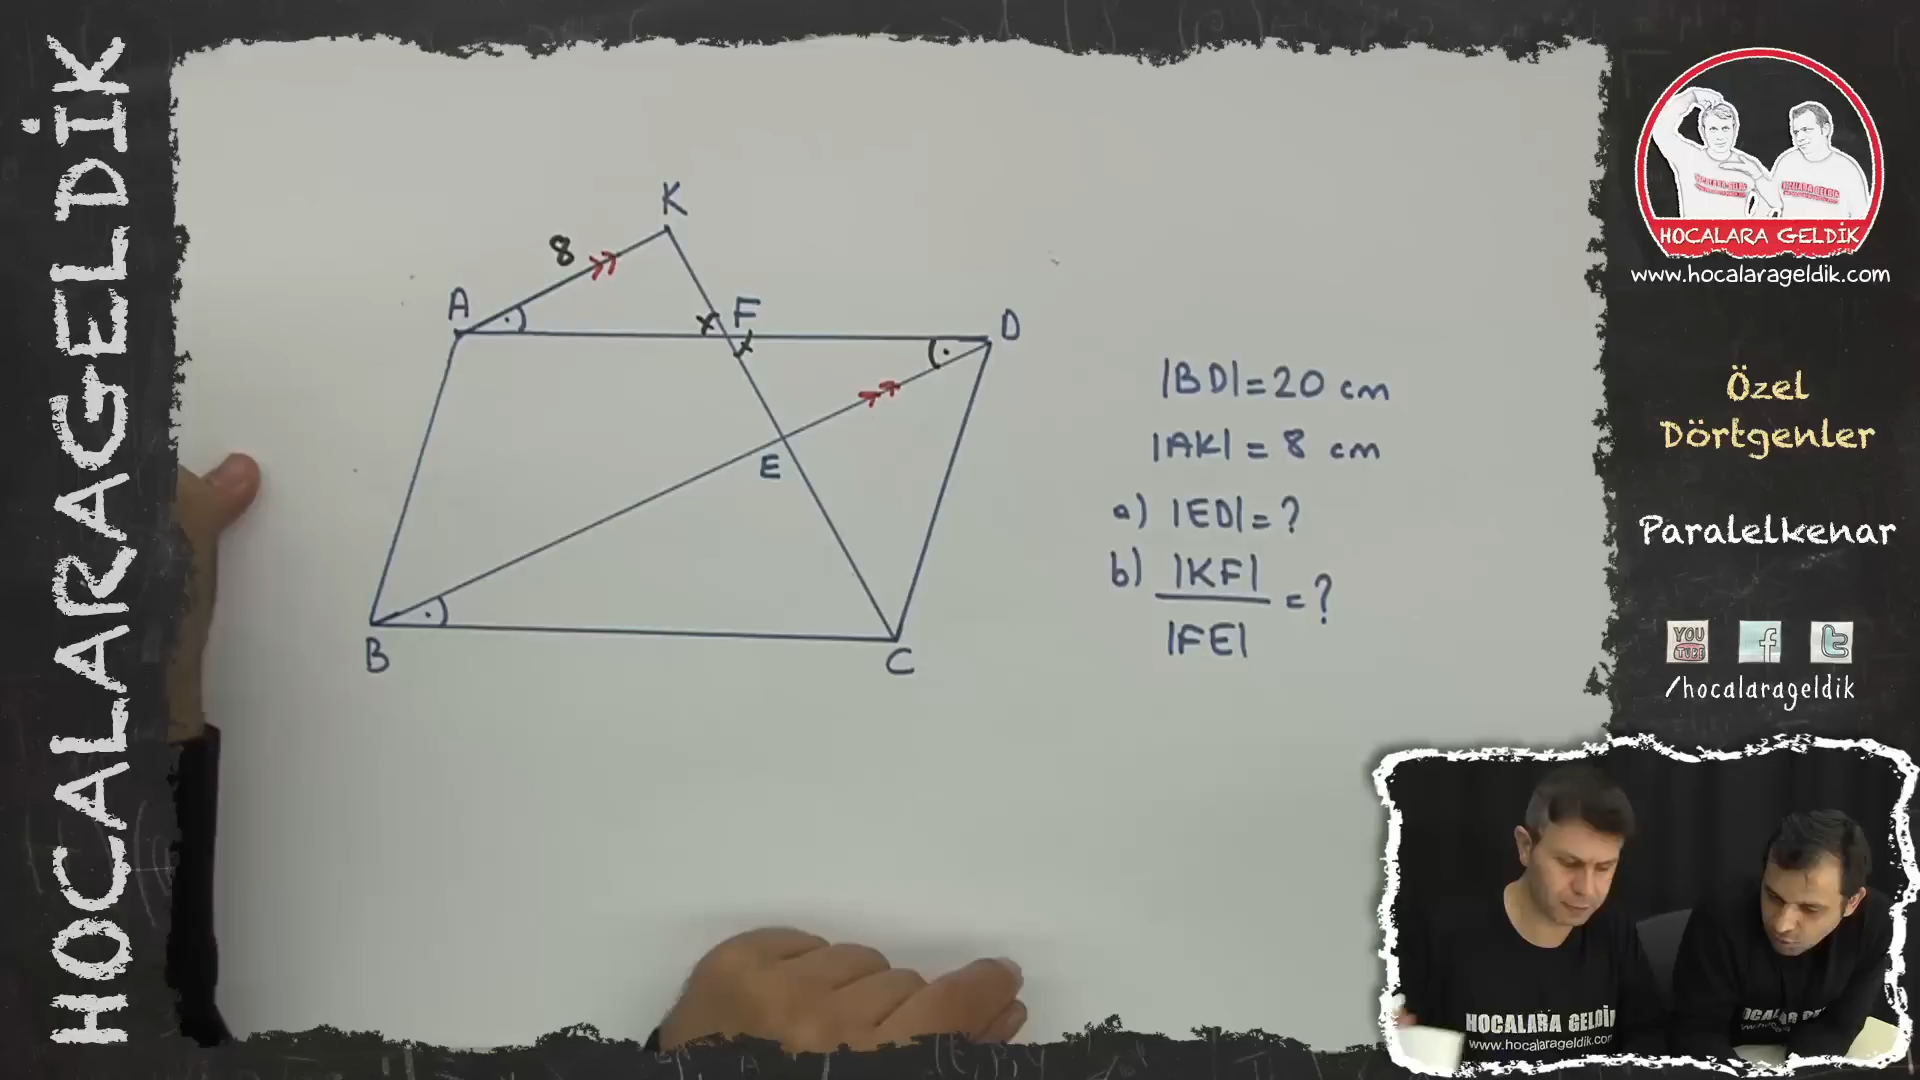 HOCALARAGELDİK
K
8
A
F
D
E
B
C
|BD| = 20 cm
|AK| = 8 cm
a) |ED| = ?
b) |KF|
|FE| = ?
HOCALARA GELDİK
www.hocalarageldik.com
Özel
Dörtgenler
Paralelkenar
YOU
f
t
/hocalarageldik
HOCALARA GELDİ
www.hocalarageldik.com